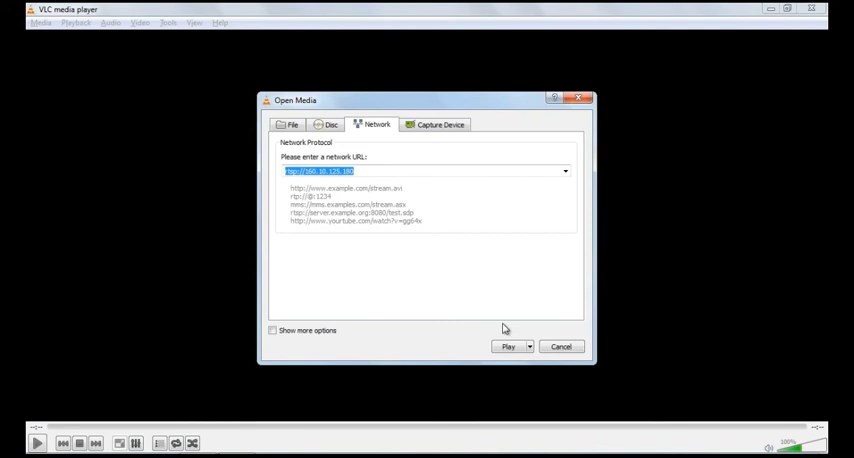 VLC media player
Media Playback Audio Video Tools View Help
Open Media
File Disc Network Capture Device
Network Protocol
Please enter a network URL:
rtsp://160.10.125.180
http://www.example.com/stream.avi
rtp://@:1234
mms://mms.examples.com/stream.asx
rtsp://server.example.org:8080/test.sdp
http://www.yourtube.com/watch?v=gg64x
Show more options
Play Cancel
--:-- --:--
100%